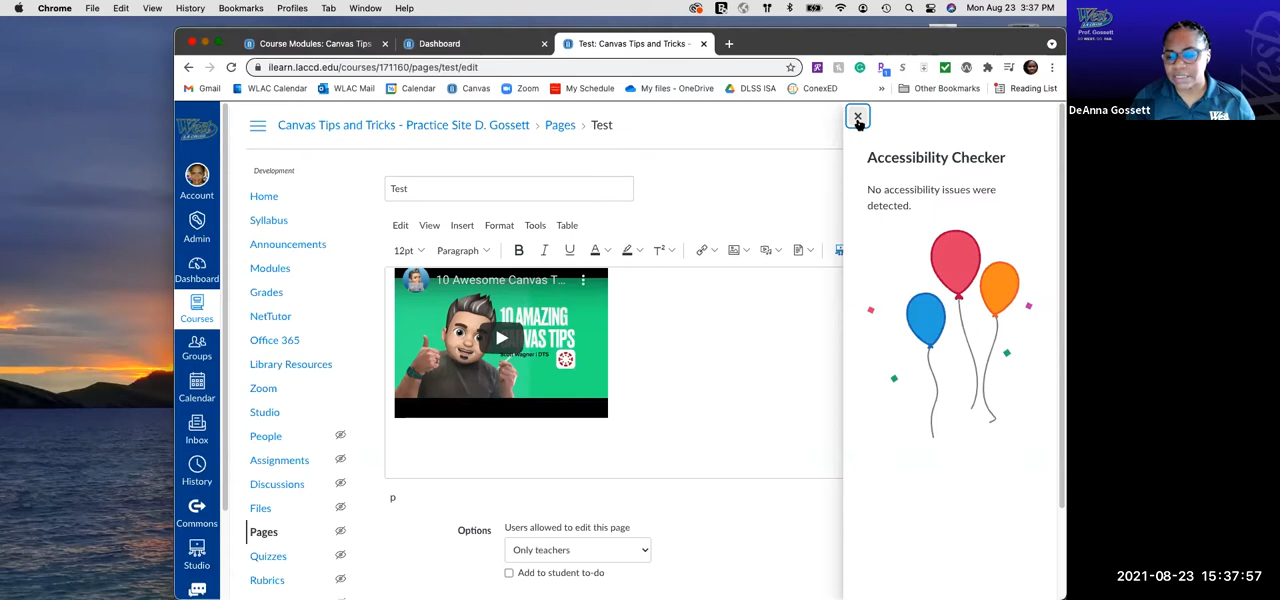 Chrome File Edit View History Bookmarks Profiles Tab Window Help
Mon Aug 23 3:37 PM
Course Modules: Canvas Tips
Dashboard
Test: Canvas Tips and Tricks -
ilearn.laccd.edu/courses/171160/pages/test/edit
Gmail WLAC Calendar WLAC Mail Calendar Canvas Zoom My Schedule My files - OneDrive DLSS ISA ConexED » Other Bookmarks Reading List
West
Prof. Gossett
DeAnna Gossett
Canvas Tips and Tricks - Practice Site D. Gossett › Pages › Test
Development
Account
Admin
Dashboard
Courses
Groups
Calendar
Inbox
History
Commons
Studio
Home
Syllabus
Announcements
Modules
Grades
NetTutor
Office 365
Library Resources
Zoom
Studio
People
Assignments
Discussions
Files
Pages
Quizzes
Rubrics
Test
Edit View Insert Format Tools Table
12pt Paragraph B I U A T²
10 Awesome Canvas T...
10 AMAZING
CANVAS TIPS
Scott Wagner | DTS
p
Options
Users allowed to edit this page
Only teachers
Add to student to-do
Accessibility Checker
No accessibility issues were
detected.
2021-08-23 15:37:57